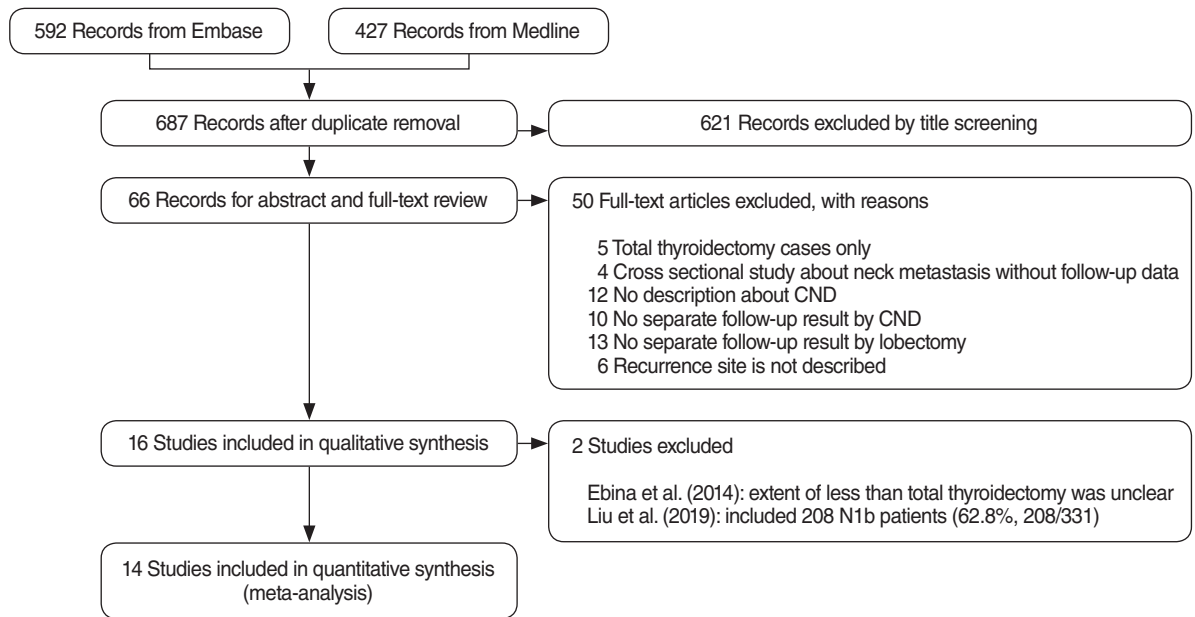 592 Records from Embase
427 Records from Medline
687 Records after duplicate removal
621 Records excluded by title screening
66 Records for abstract and full-text review
50 Full-text articles excluded, with reasons
5 Total thyroidectomy cases only
4 Cross sectional study about neck metastasis without follow-up data
12 No description about CND
10 No separate follow-up result by CND
13 No separate follow-up result by lobectomy
6 Recurrence site is not described
16 Studies included in qualitative synthesis
2 Studies excluded
Ebina et al. (2014): extent of less than total thyroidectomy was unclear
Liu et al. (2019): included 208 N1b patients (62.8%, 208/331)
14 Studies included in quantitative synthesis
(meta-analysis)